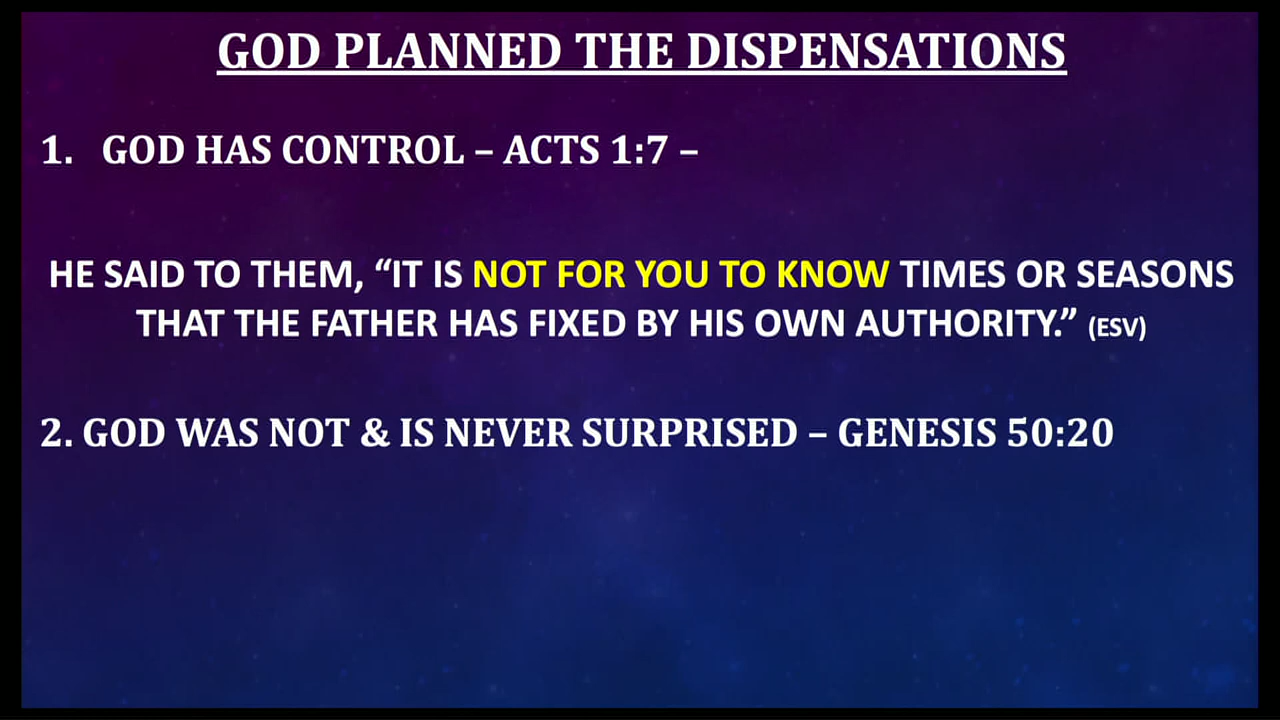 GOD PLANNED THE DISPENSATIONS
1. GOD HAS CONTROL – ACTS 1:7 –
HE SAID TO THEM, “IT IS NOT FOR YOU TO KNOW TIMES OR SEASONS
THAT THE FATHER HAS FIXED BY HIS OWN AUTHORITY.” (ESV)
2. GOD WAS NOT & IS NEVER SURPRISED – GENESIS 50:20